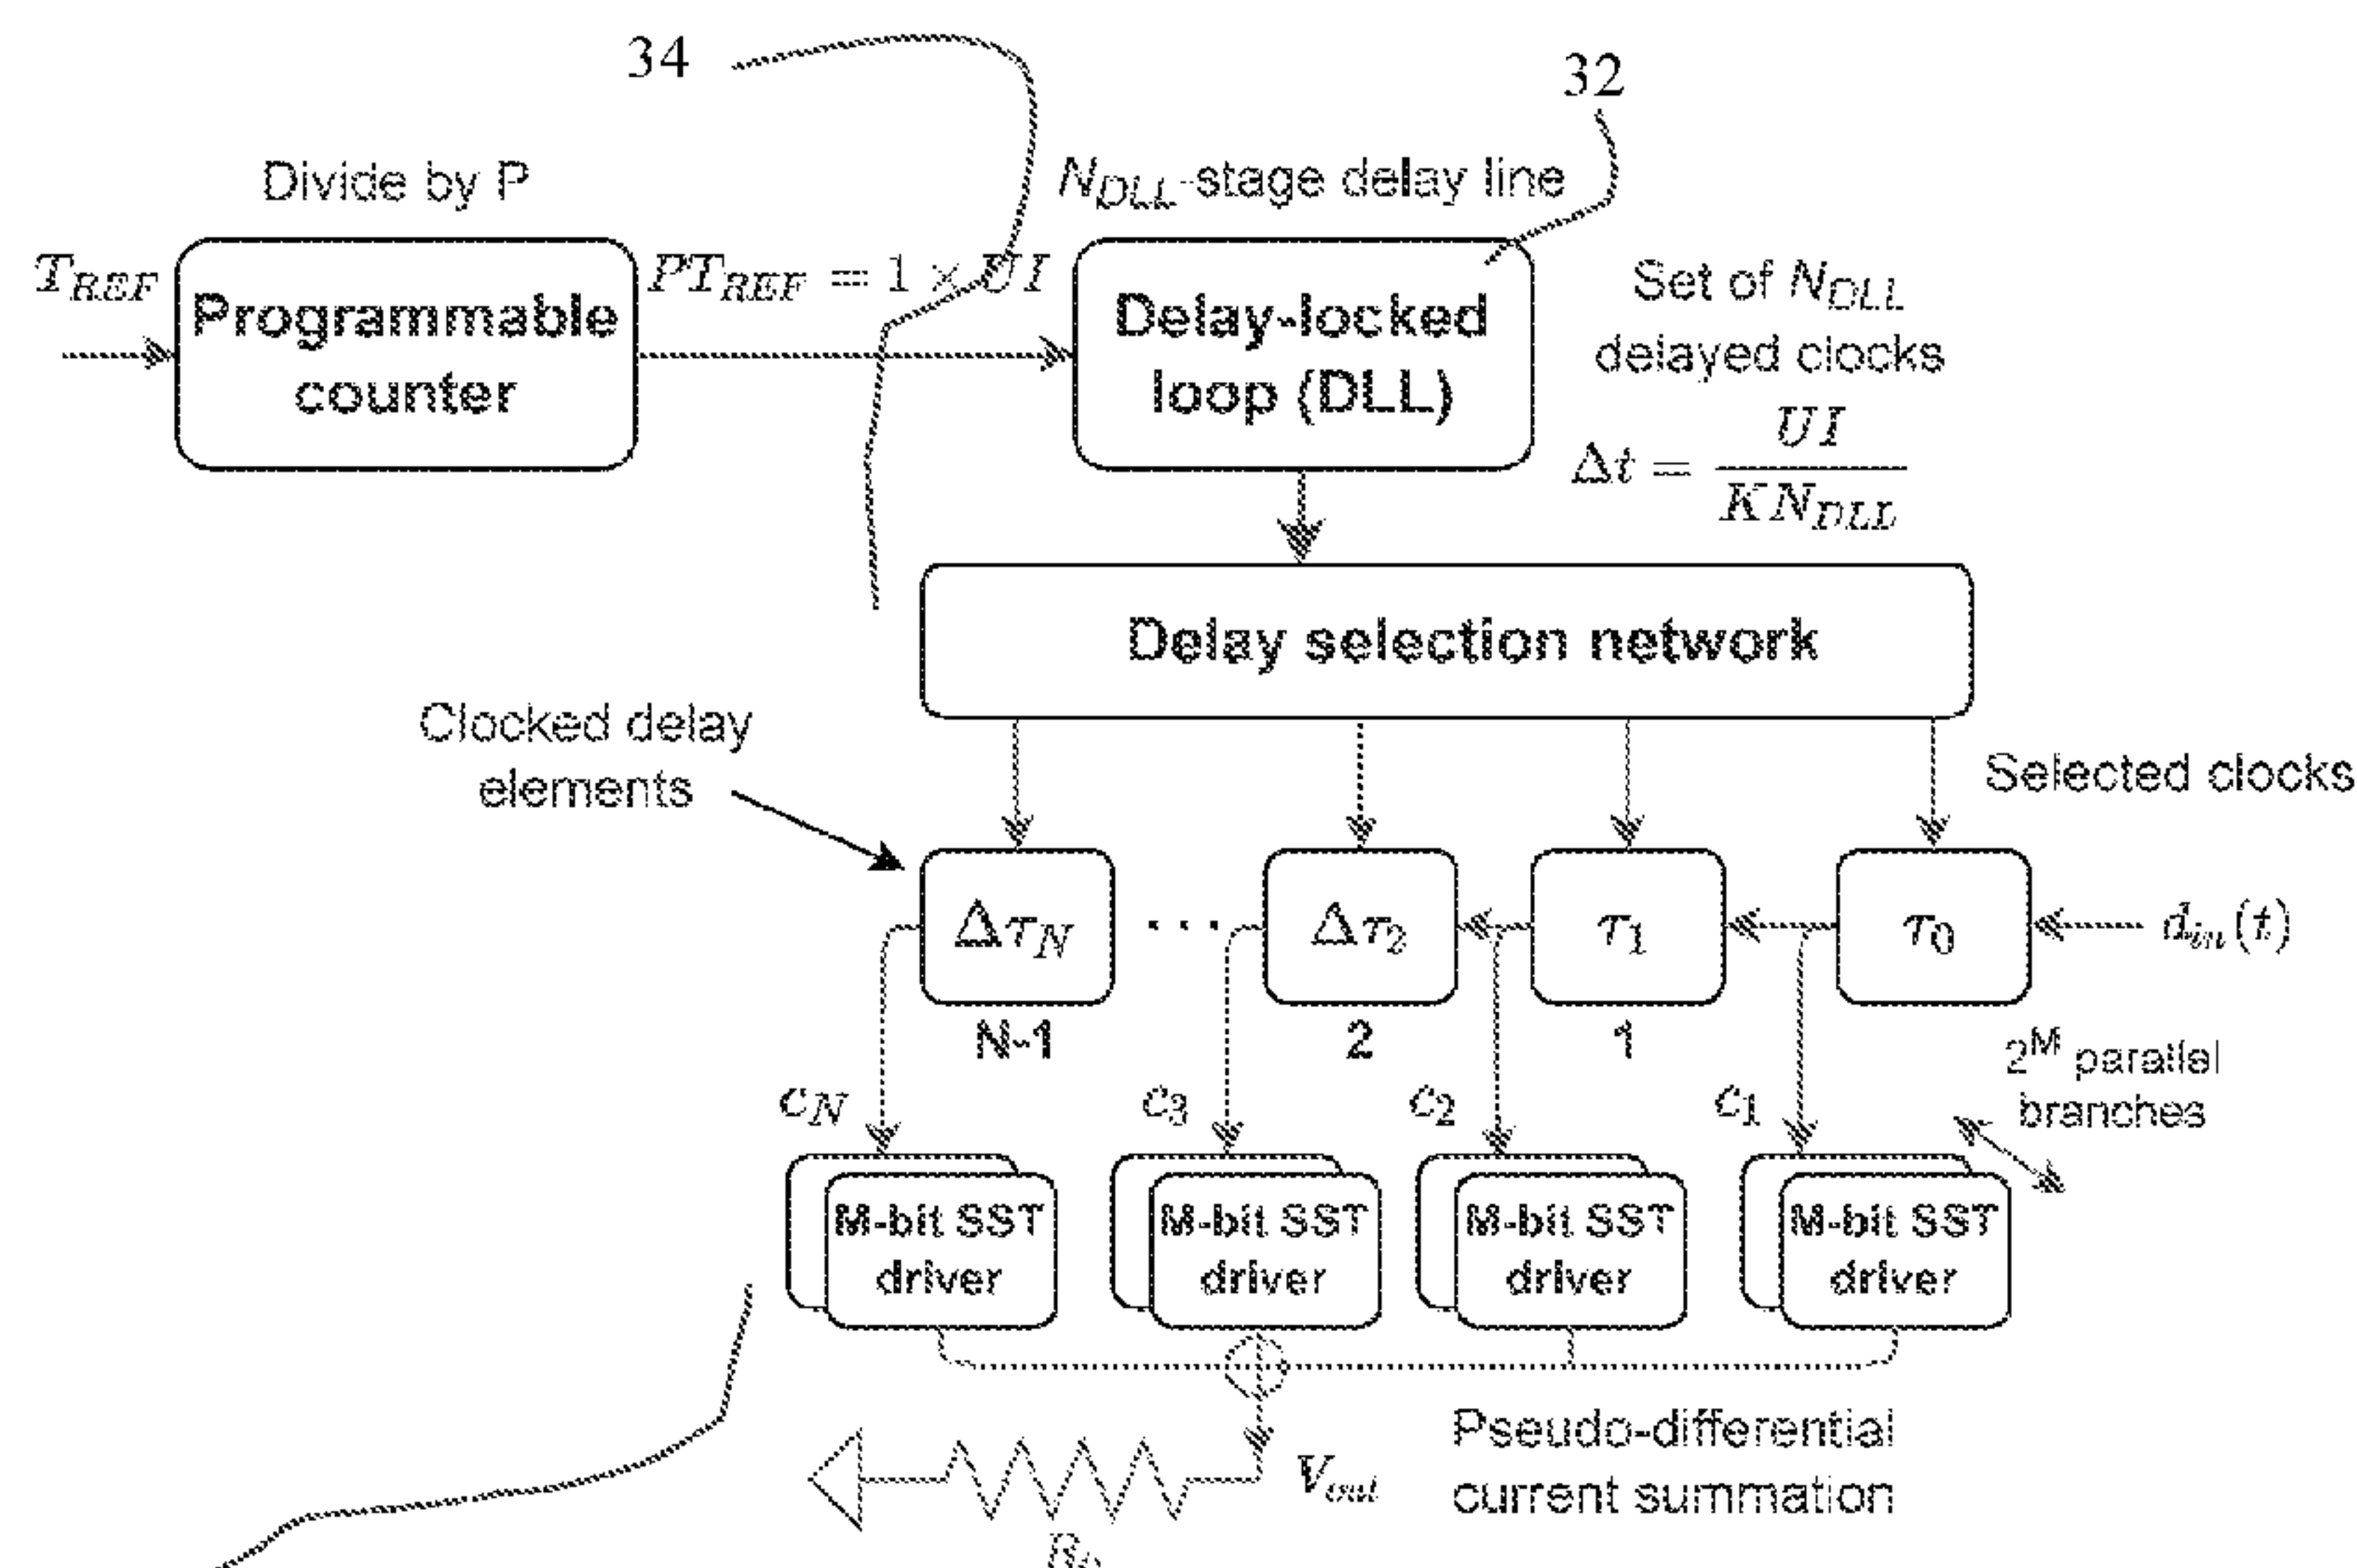 34
32
Divide by P
N_DLL-stage delay line
T_REF
Programmable
counter
PT_REF = 1 × UI
Delay-locked
loop (DLL)
Set of N_DLL
delayed clocks
Δt = UI / KN_DLL
Delay selection network
Clocked delay
elements
Selected clocks
Δτ_N
···
Δτ_2
τ_1
τ_0
d_in(t)
N-1
2
1
2^M parallel
branches
c_N
c_3
c_2
c_1
M-bit SST
driver
M-bit SST
driver
M-bit SST
driver
M-bit SST
driver
V_out
Pseudo-differential
current summation